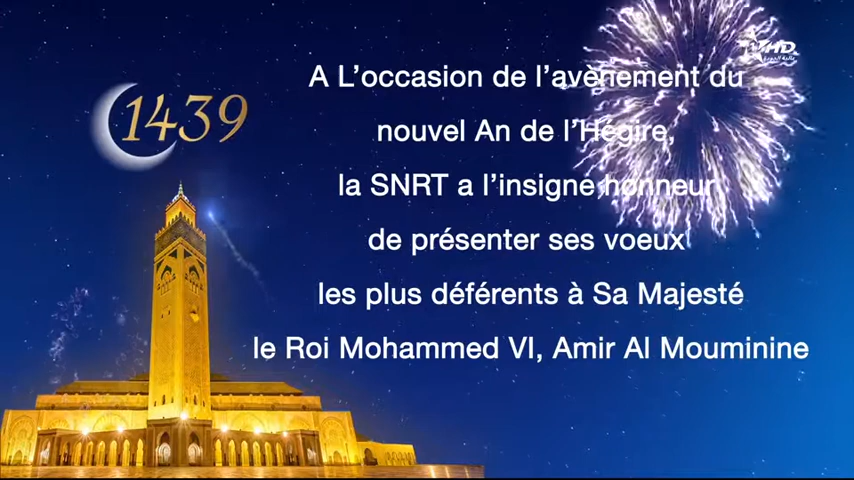 1439
HD
A L'occasion de l'avènement du
nouvel An de l'Hégire,
la SNRT a l'insigne honneur
de présenter ses voeux
les plus déférents à Sa Majesté
le Roi Mohammed VI, Amir Al Mouminine